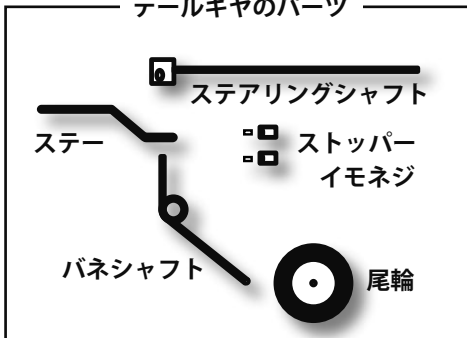 テールギヤのパーツ
ステアリングシャフト
ステー
ストッパー
イモネジ
バネシャフト
尾輪